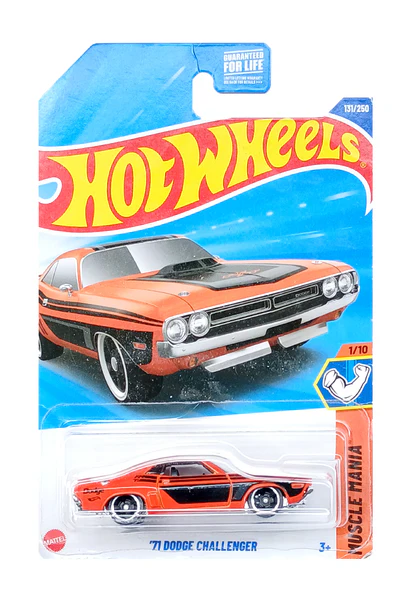 GUARANTEED
FOR LIFE
131/250
HOT WHEELS
1/10
MUSCLE MANIA
MATTEL
'71 DODGE CHALLENGER
3+